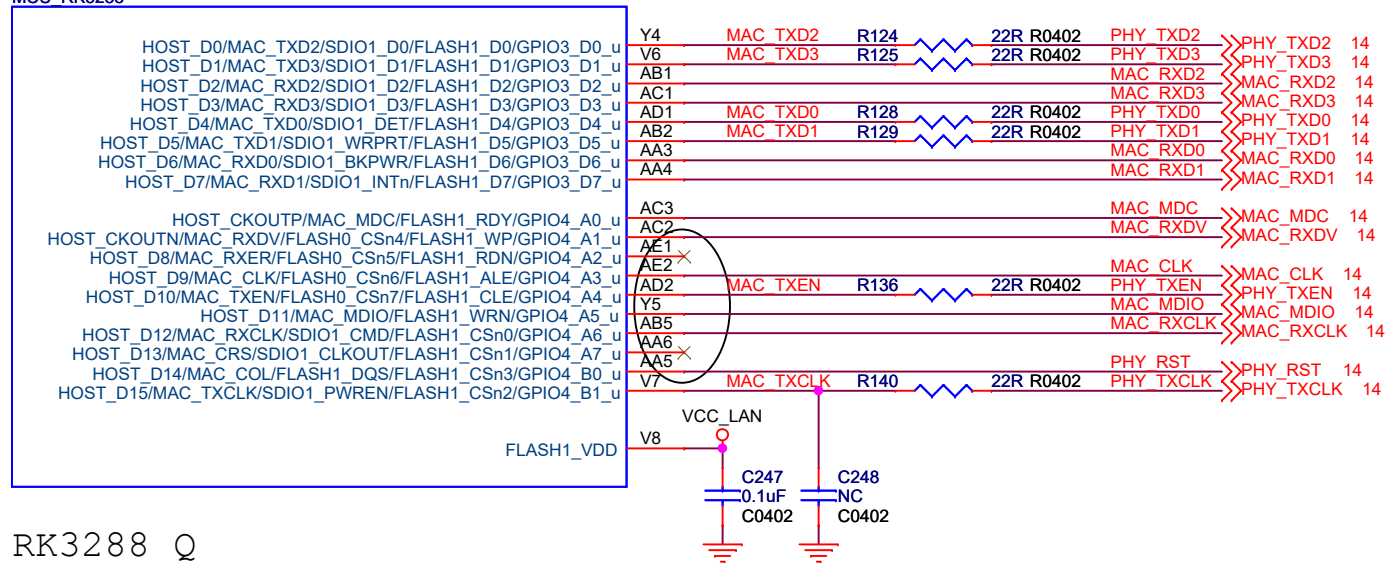 HOST_D0/MAC_TXD2/SDIO1_D0/FLASH1_D0/GPIO3_D0_u Y4 MAC_TXD2 R124 22R R0402 PHY_TXD2 PHY_TXD2 14
HOST_D1/MAC_TXD3/SDIO1_D1/FLASH1_D1/GPIO3_D1_u V6 MAC_TXD3 R125 22R R0402 PHY_TXD3 PHY_TXD3 14
HOST_D2/MAC_RXD2/SDIO1_D2/FLASH1_D2/GPIO3_D2_u AB1 MAC_RXD2 MAC_RXD2 14
HOST_D3/MAC_RXD3/SDIO1_D3/FLASH1_D3/GPIO3_D3_u AC1 MAC_RXD3 MAC_RXD3 14
HOST_D4/MAC_TXD0/SDIO1_DET/FLASH1_D4/GPIO3_D4_u AD1 MAC_TXD0 R128 22R R0402 PHY_TXD0 PHY_TXD0 14
HOST_D5/MAC_TXD1/SDIO1_WRPRT/FLASH1_D5/GPIO3_D5_u AB2 MAC_TXD1 R129 22R R0402 PHY_TXD1 PHY_TXD1 14
HOST_D6/MAC_RXD0/SDIO1_BKPWR/FLASH1_D6/GPIO3_D6_u AA3 MAC_RXD0 MAC_RXD0 14
HOST_D7/MAC_RXD1/SDIO1_INTn/FLASH1_D7/GPIO3_D7_u AA4 MAC_RXD1 MAC_RXD1 14
HOST_CKOUTP/MAC_MDC/FLASH1_RDY/GPIO4_A0_u AC3 MAC_MDC MAC_MDC 14
HOST_CKOUTN/MAC_RXDV/FLASH0_CSn4/FLASH1_WP/GPIO4_A1_u AC2 MAC_RXDV MAC_RXDV 14
HOST_D8/MAC_RXER/FLASH0_CSn5/FLASH1_RDN/GPIO4_A2_u AE1
HOST_D9/MAC_CLK/FLASH0_CSn6/FLASH1_ALE/GPIO4_A3_u AE2 MAC_CLK MAC_CLK 14
HOST_D10/MAC_TXEN/FLASH0_CSn7/FLASH1_CLE/GPIO4_A4_u AD2 MAC_TXEN R136 22R R0402 PHY_TXEN PHY_TXEN 14
HOST_D11/MAC_MDIO/FLASH1_WRN/GPIO4_A5_u Y5 MAC_MDIO MAC_MDIO 14
HOST_D12/MAC_RXCLK/SDIO1_CMD/FLASH1_CSn0/GPIO4_A6_u AB5 MAC_RXCLK MAC_RXCLK 14
HOST_D13/MAC_CRS/SDIO1_CLKOUT/FLASH1_CSn1/GPIO4_A7_u AA6
HOST_D14/MAC_COL/FLASH1_DQS/FLASH1_CSn3/GPIO4_B0_u AA5 PHY_RST PHY_RST 14
HOST_D15/MAC_TXCLK/SDIO1_PWREN/FLASH1_CSn2/GPIO4_B1_u V7 MAC_TXCLK R140 22R R0402 PHY_TXCLK PHY_TXCLK 14
VCC_LAN
FLASH1_VDD V8
C247 C248
0.1uF NC
C0402 C0402
RK3288 Q